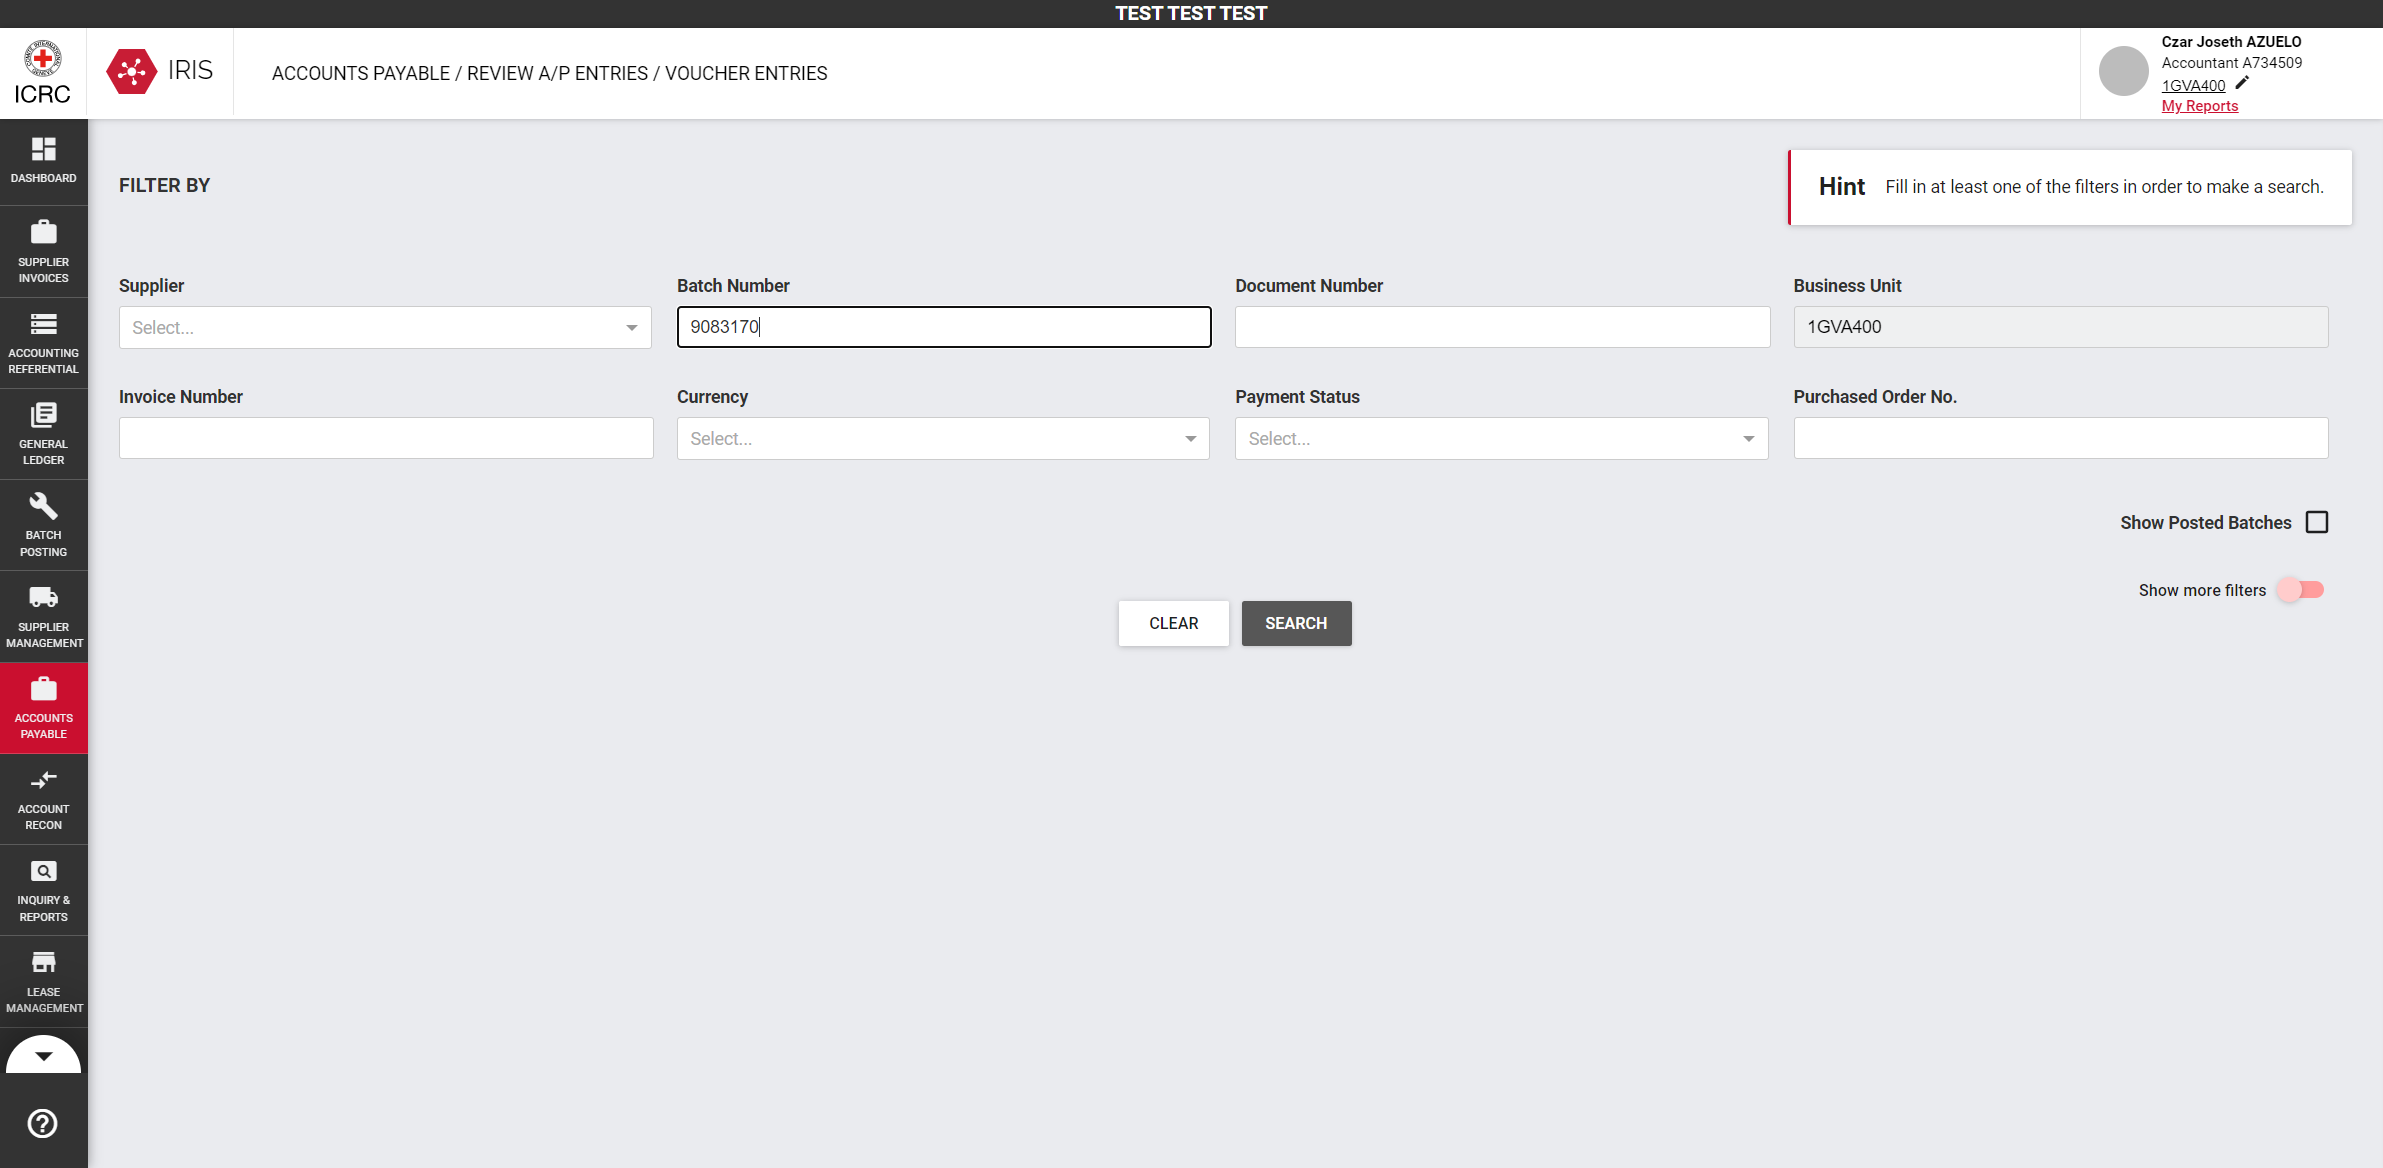 TEST TEST TEST
ICRC
IRIS
ACCOUNTS PAYABLE / REVIEW A/P ENTRIES / VOUCHER ENTRIES
Czar Joseth AZUELO
Accountant A734509
1GVA400
My Reports
DASHBOARD
SUPPLIER
INVOICES
ACCOUNTING
REFERENTIAL
GENERAL
LEDGER
BATCH
POSTING
SUPPLIER
MANAGEMENT
ACCOUNTS
PAYABLE
ACCOUNT
RECON
INQUIRY &
REPORTS
LEASE
MANAGEMENT
FILTER BY
Hint Fill in at least one of the filters in order to make a search.
Supplier
Select...
Batch Number
9083170
Document Number
Business Unit
1GVA400
Invoice Number
Currency
Select...
Payment Status
Select...
Purchased Order No.
Show Posted Batches
Show more filters
CLEAR
SEARCH